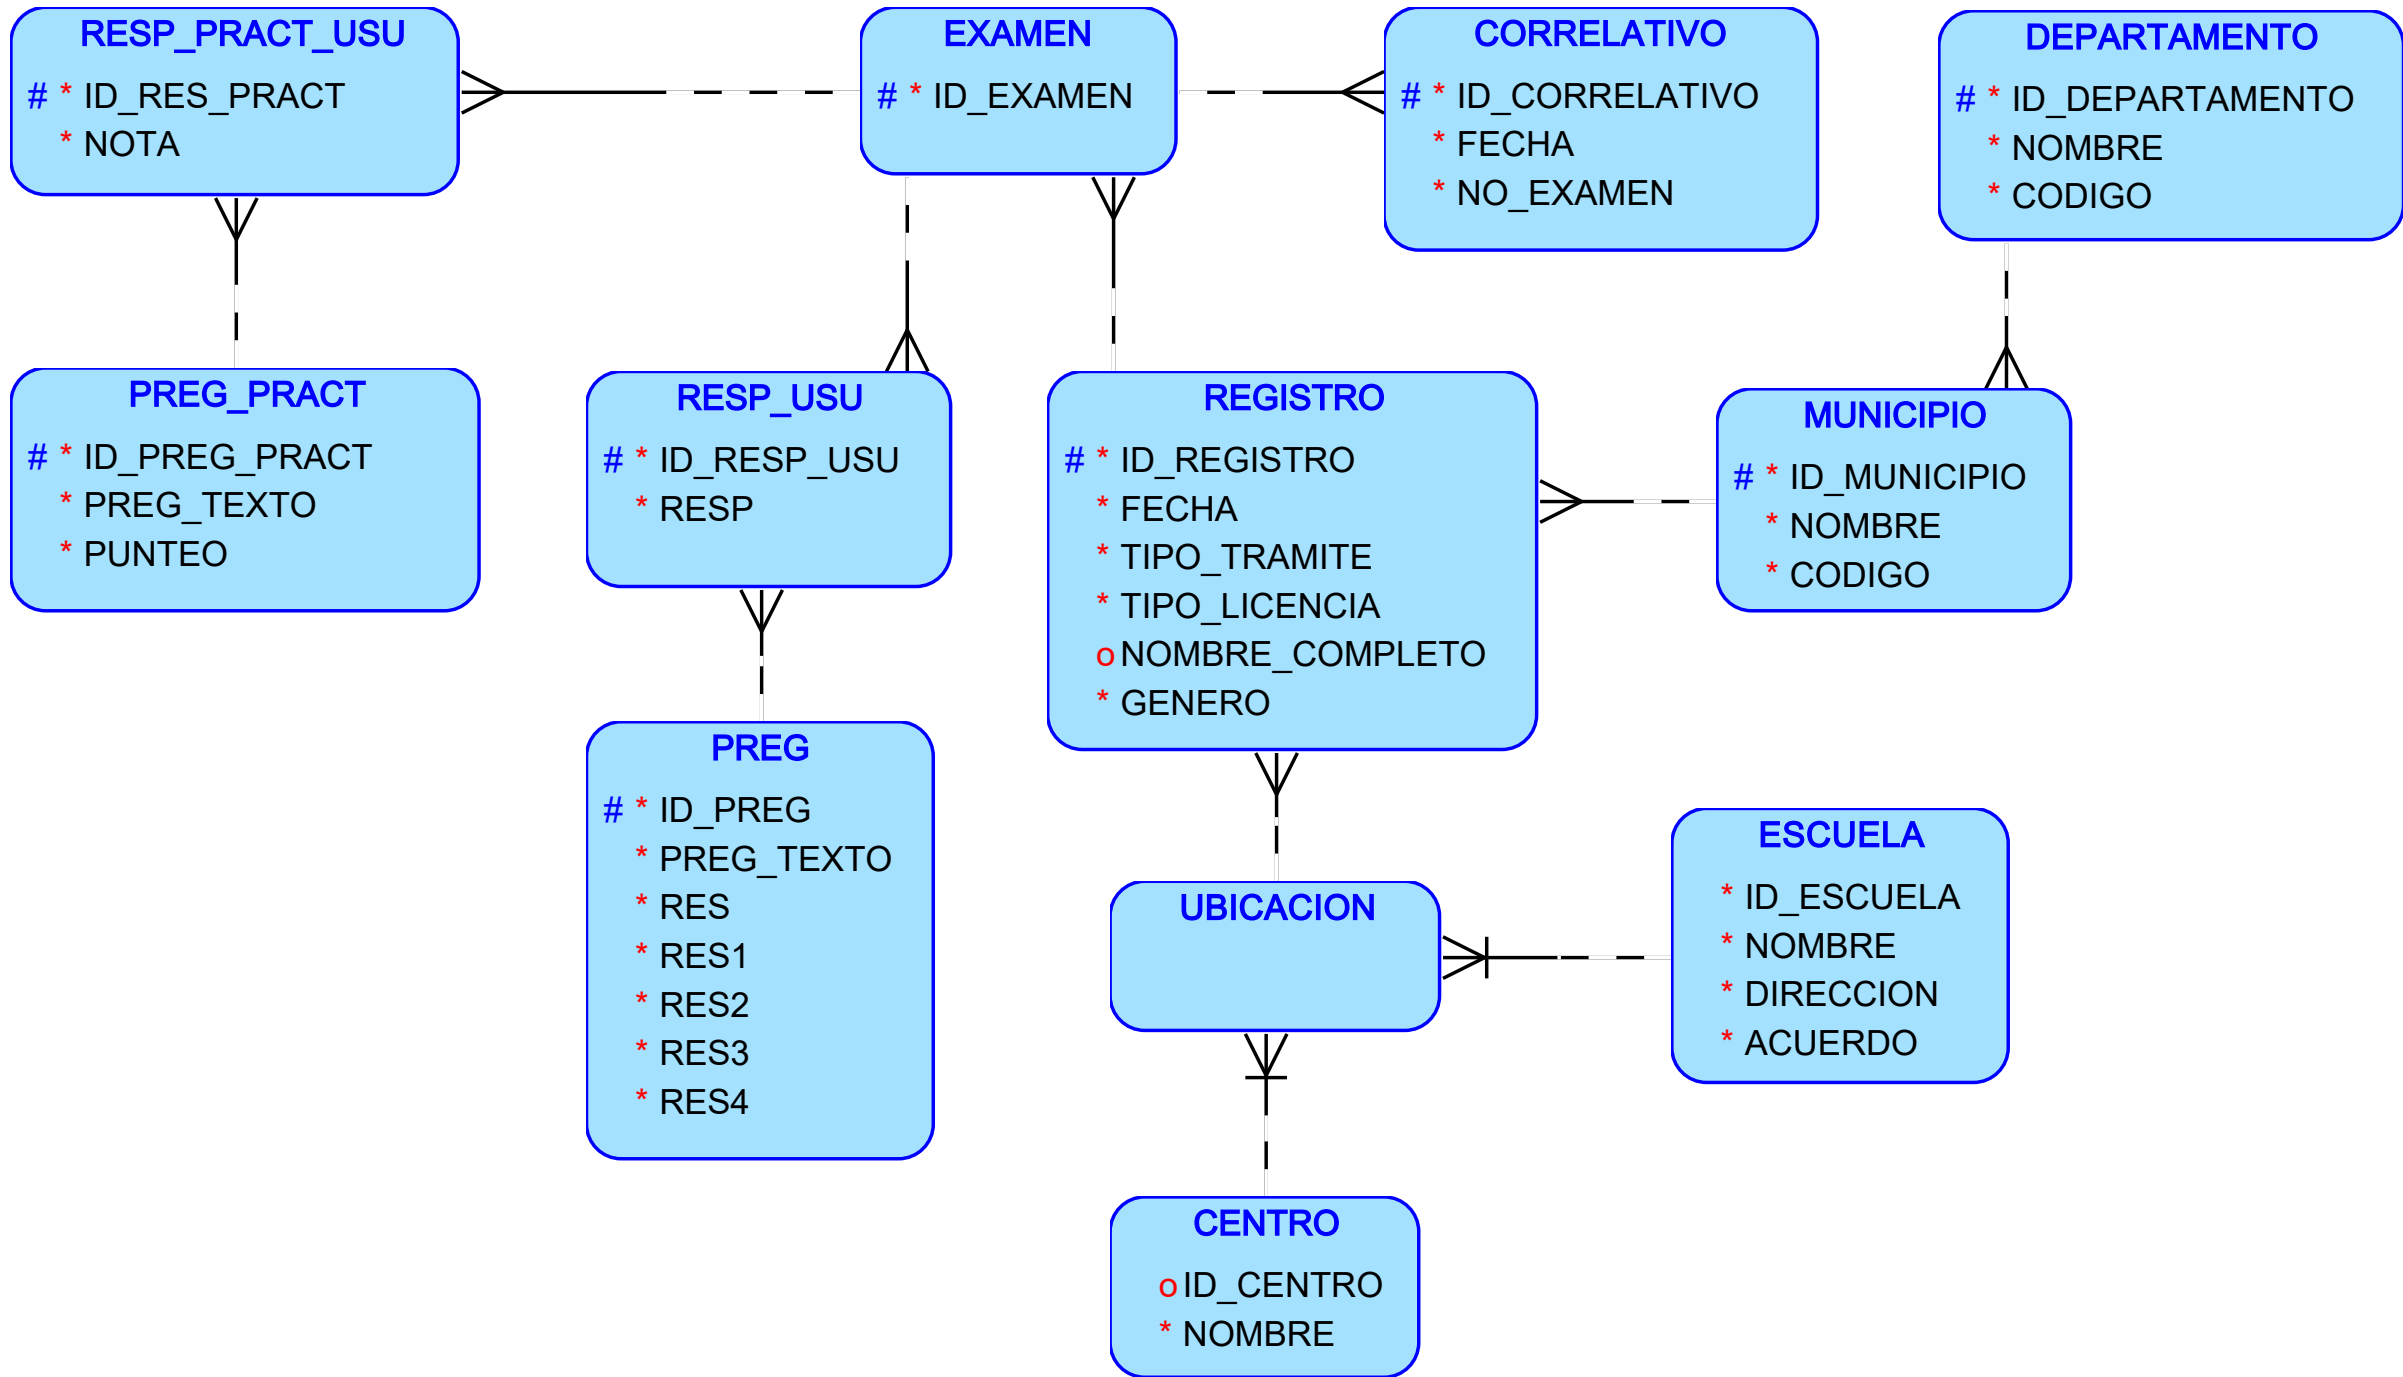 RESP_PRACT_USU
# * ID_RES_PRACT
* NOTA
EXAMEN
# * ID_EXAMEN
CORRELATIVO
# * ID_CORRELATIVO
* FECHA
* NO_EXAMEN
DEPARTAMENTO
# * ID_DEPARTAMENTO
* NOMBRE
* CODIGO
PREG_PRACT
# * ID_PREG_PRACT
* PREG_TEXTO
* PUNTEO
RESP_USU
# * ID_RESP_USU
* RESP
REGISTRO
# * ID_REGISTRO
* FECHA
* TIPO_TRAMITE
* TIPO_LICENCIA
o NOMBRE_COMPLETO
* GENERO
MUNICIPIO
# * ID_MUNICIPIO
* NOMBRE
* CODIGO
PREG
# * ID_PREG
* PREG_TEXTO
* RES
* RES1
* RES2
* RES3
* RES4
UBICACION
ESCUELA
* ID_ESCUELA
* NOMBRE
* DIRECCION
* ACUERDO
CENTRO
o ID_CENTRO
* NOMBRE